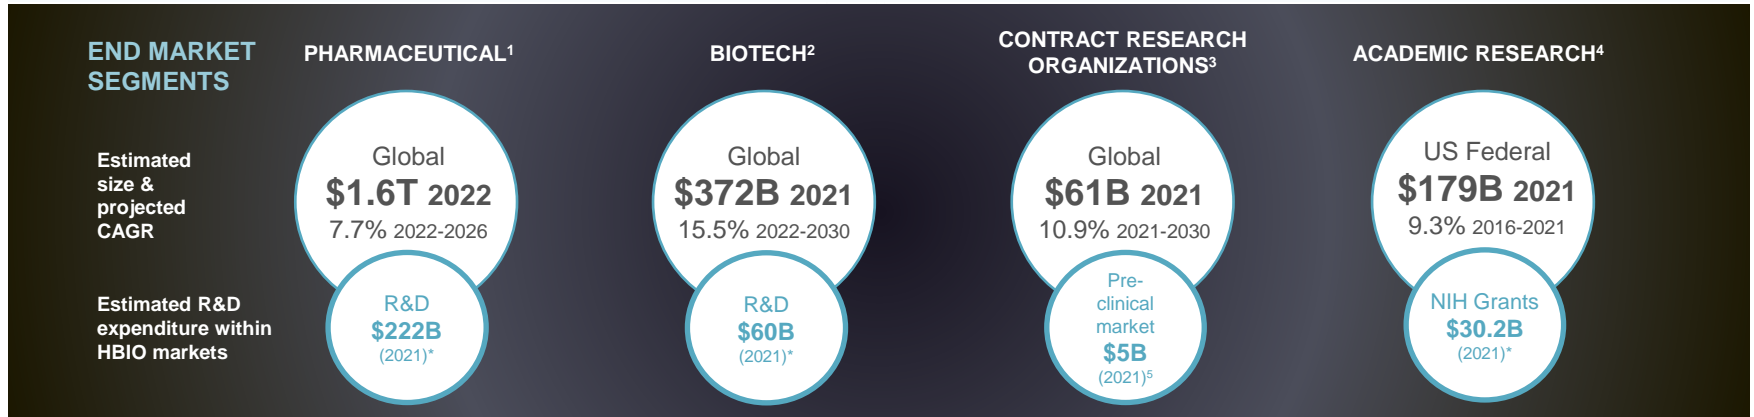 END MARKET
SEGMENTS
PHARMACEUTICAL¹
BIOTECH²
CONTRACT RESEARCH
ORGANIZATIONS³
ACADEMIC RESEARCH⁴
Estimated
size &
projected
CAGR
Global
$1.6T 2022
7.7% 2022-2026
Global
$372B 2021
15.5% 2022-2030
Global
$61B 2021
10.9% 2021-2030
US Federal
$179B 2021
9.3% 2016-2021
Estimated R&D
expenditure within
HBIO markets
R&D
$222B
(2021)*
R&D
$60B
(2021)*
Pre-
clinical
market
$5B
(2021)⁵
NIH Grants
$30.2B
(2021)*